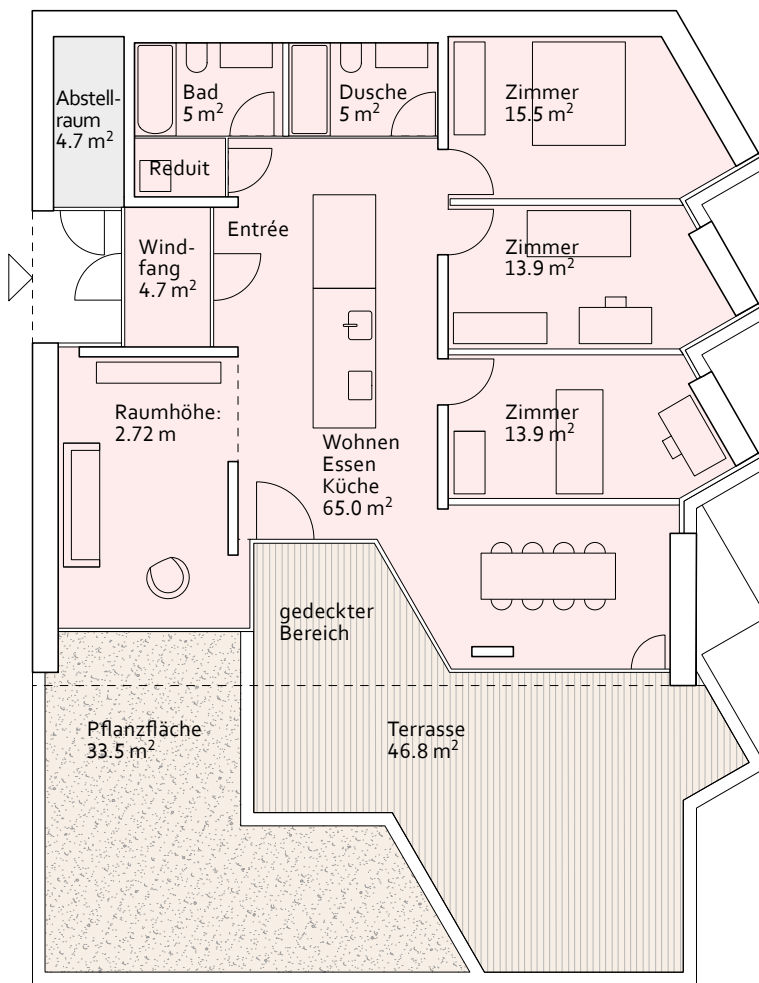 Abstell-
raum
4.7 m²
Bad
5 m²
Dusche
5 m²
Zimmer
15.5 m²
Reduit
Entrée
Wind-
fang
4.7 m²
Zimmer
13.9 m²
Raumhöhe:
2.72 m
Wohnen
Essen
Küche
65.0 m²
Zimmer
13.9 m²
gedeckter
Bereich
Pflanzfläche
33.5 m²
Terrasse
46.8 m²